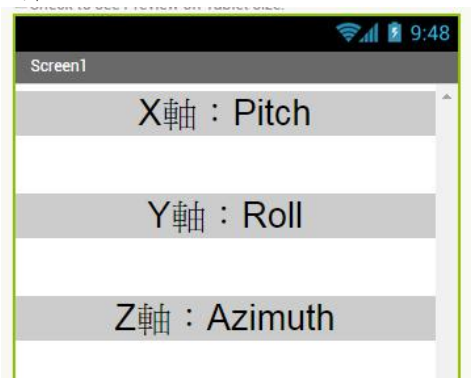 9:48
Screen1
X軸：Pitch
Y軸：Roll
Z軸：Azimuth